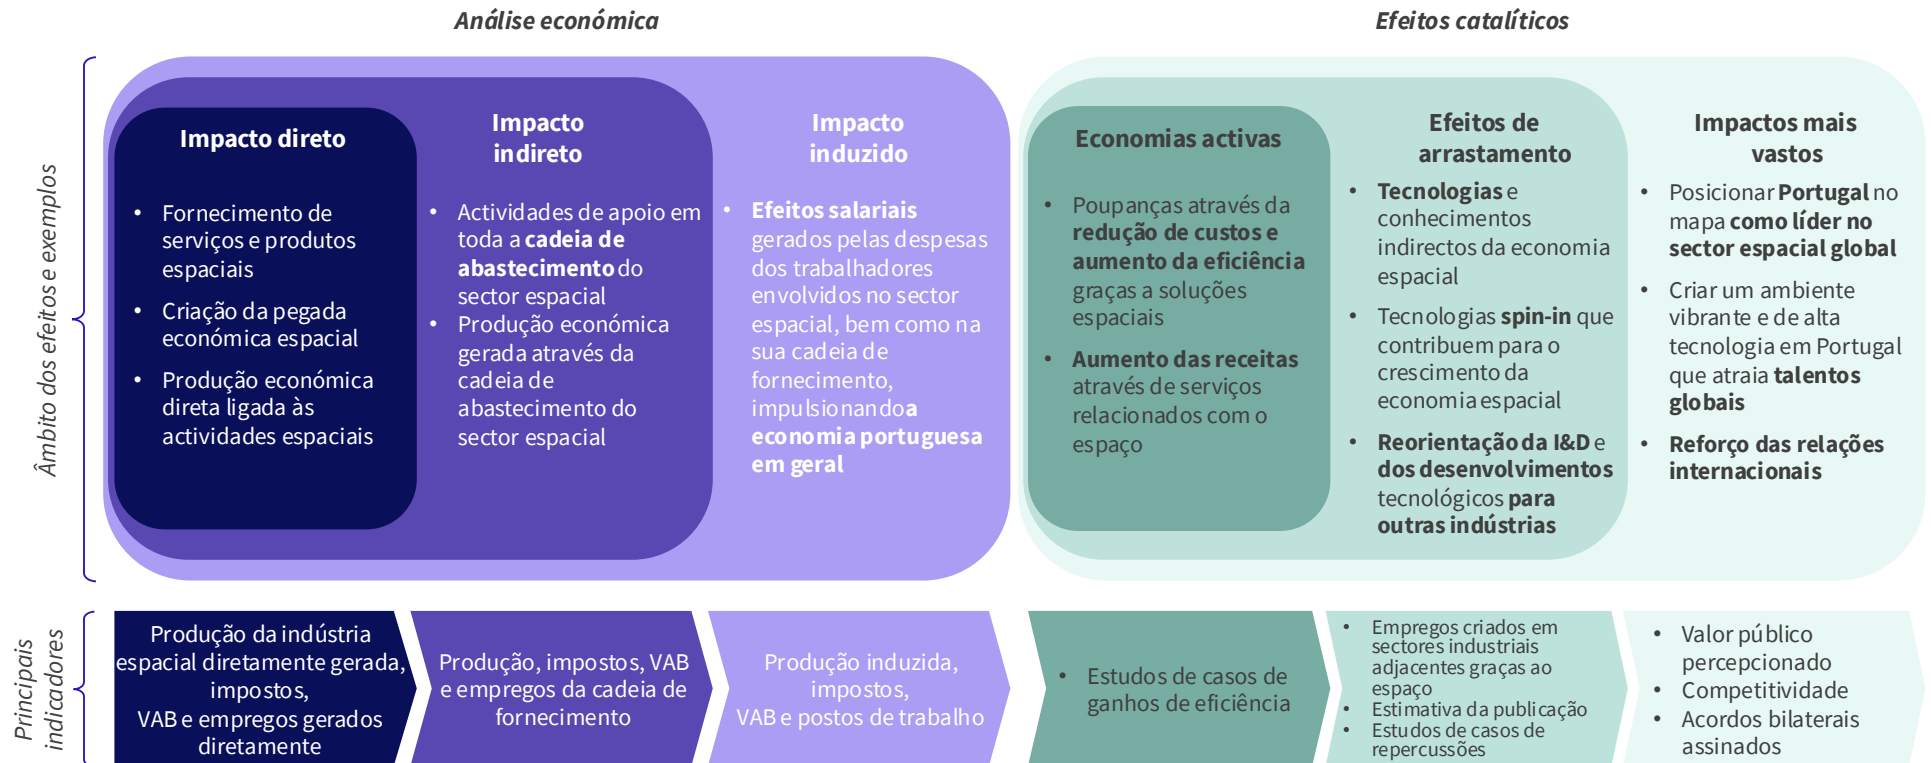 Análise económica
Efeitos catalíticos
Âmbito dos efeitos e exemplos
Impacto direto
• Fornecimento de
serviços e produtos
espaciais
• Criação da pegada
económica espacial
• Produção económica
direta ligada às
actividades espaciais
Impacto
indireto
• Actividades de apoio em
toda a cadeia de
abastecimento do
sector espacial
• Produção económica
gerada através da
cadeia de
abastecimento do
sector espacial
Impacto
induzido
• Efeitos salariais
gerados pelas despesas
dos trabalhadores
envolvidos no sector
espacial, bem como na
sua cadeia de
fornecimento,
impulsionandoa
economia portuguesa
em geral
Economias activas
• Poupanças através da
redução de custos e
aumento da eficiência
graças a soluções
espaciais
• Aumento das receitas
através de serviços
relacionados com o
espaço
Efeitos de
arrastamento
• Tecnologias e
conhecimentos
indirectos da economia
espacial
• Tecnologias spin-in que
contribuem para o
crescimento da
economia espacial
• Reorientação da I&D e
dos desenvolvimentos
tecnológicos para
outras indústrias
Impactos mais
vastos
• Posicionar Portugal no
mapa como líder no
sector espacial global
• Criar um ambiente
vibrante e de alta
tecnologia em Portugal
que atraia talentos
globais
• Reforço das relações
internacionais
Principais
indicadores
Produção da indústria
espacial diretamente gerada,
impostos,
VAB e empregos gerados
diretamente
Produção, impostos, VAB
e empregos da cadeia de
fornecimento
Produção induzida,
impostos,
VAB e postos de trabalho
• Estudos de casos de
ganhos de eficiência
• Empregos criados em
sectores industriais
adjacentes graças ao
espaço
• Estimativa da publicação
• Estudos de casos de
repercussões
• Valor público
percepcionado
• Competitividade
• Acordos bilaterais
assinados